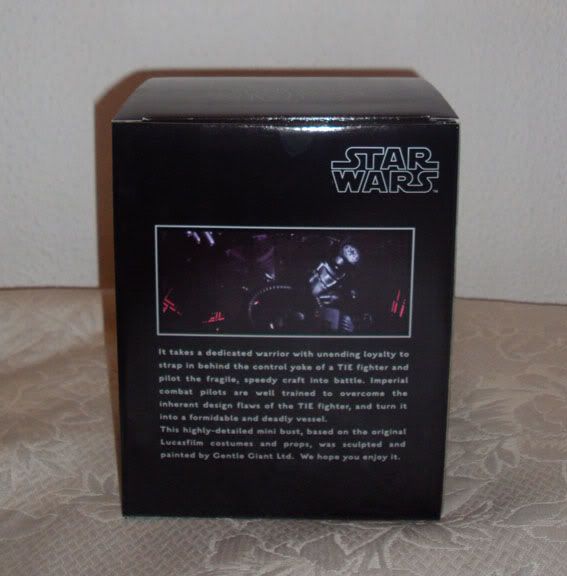 STAR
WARS
It takes a dedicated warrior with unending loyalty to
strap in behind the control yoke of a TIE fighter and
pilot the fragile, speedy craft into battle. Imperial
combat pilots are well trained to overcome the
inherent design flaws of the TIE fighter, and turn it
into a formidable and deadly vessel.
This highly-detailed mini bust, based on the original
Lucasfilm costumes and props, was sculpted and
painted by Gentle Giant Ltd. We hope you enjoy it.